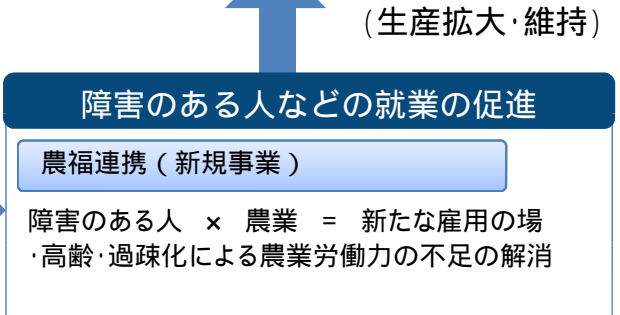 (生産拡大・維持)
障害のある人などの就業の促進
農福連携(新規事業)
障害のある人 × 農業 = 新たな雇用の場
・高齢・過疎化による農業労働力の不足の解消